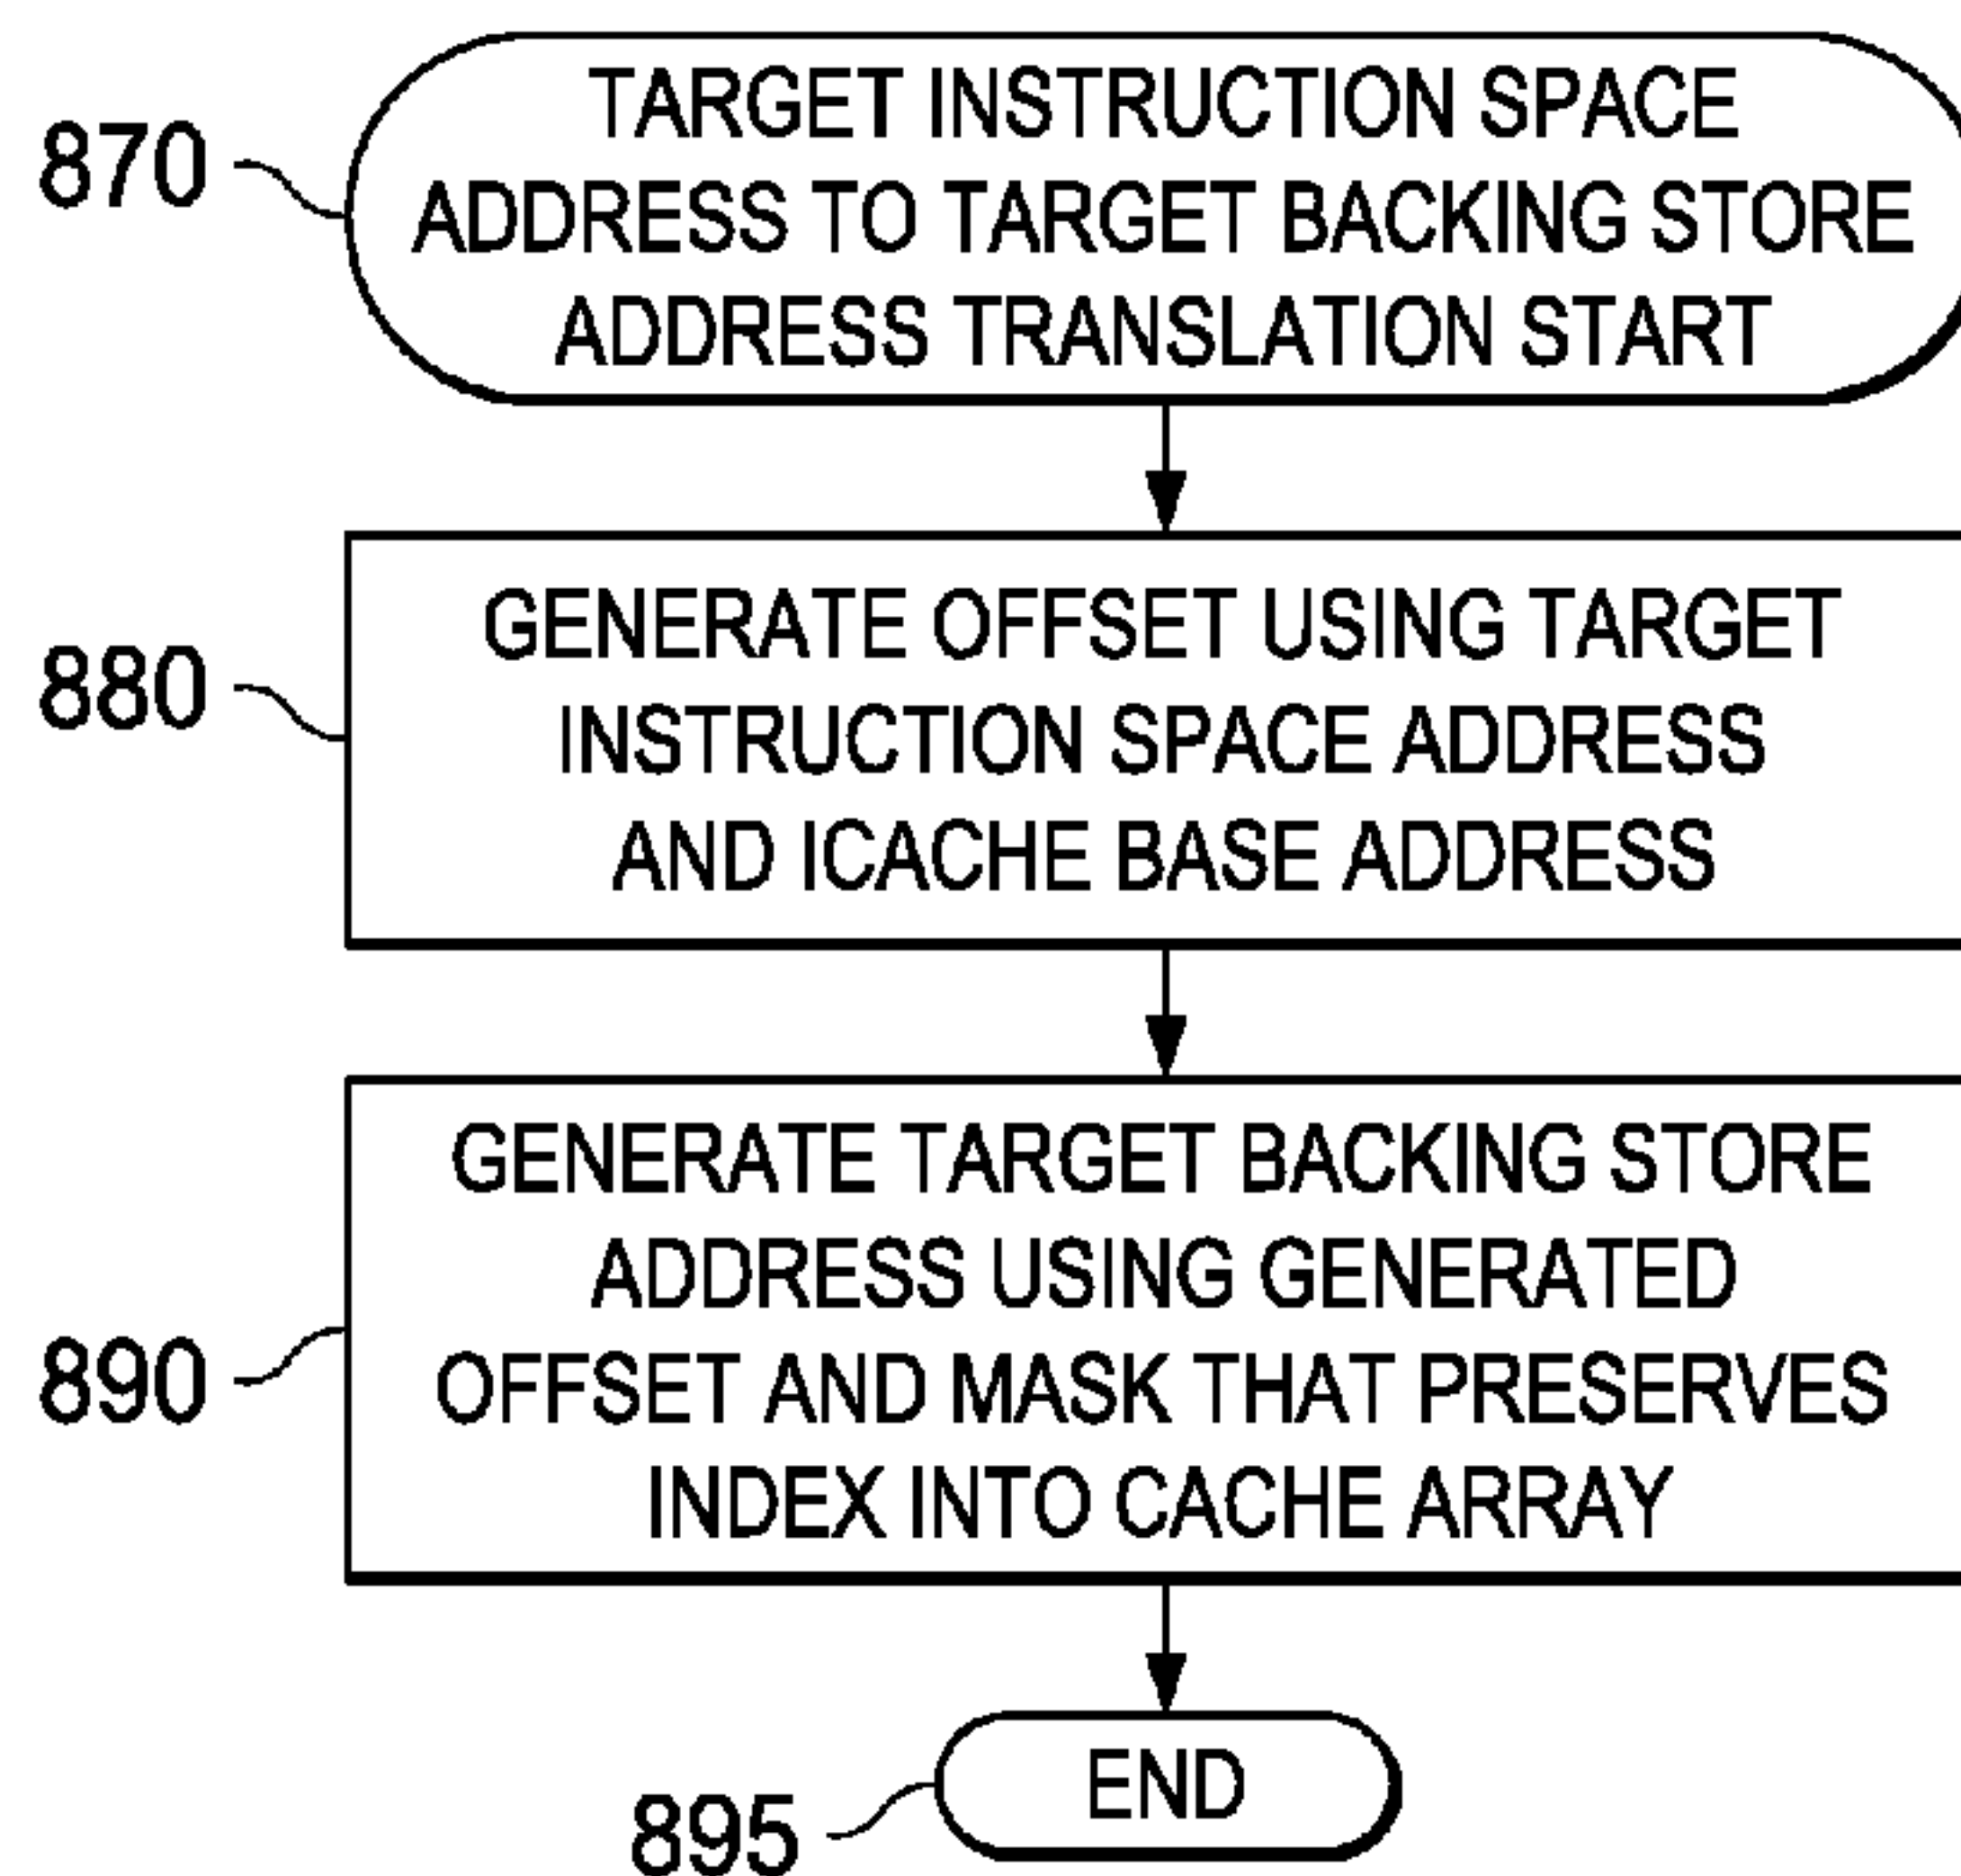 870
TARGET INSTRUCTION SPACE
ADDRESS TO TARGET BACKING STORE
ADDRESS TRANSLATION START
880
GENERATE OFFSET USING TARGET
INSTRUCTION SPACE ADDRESS
AND ICACHE BASE ADDRESS
890
GENERATE TARGET BACKING STORE
ADDRESS USING GENERATED
OFFSET AND MASK THAT PRESERVES
INDEX INTO CACHE ARRAY
895
END